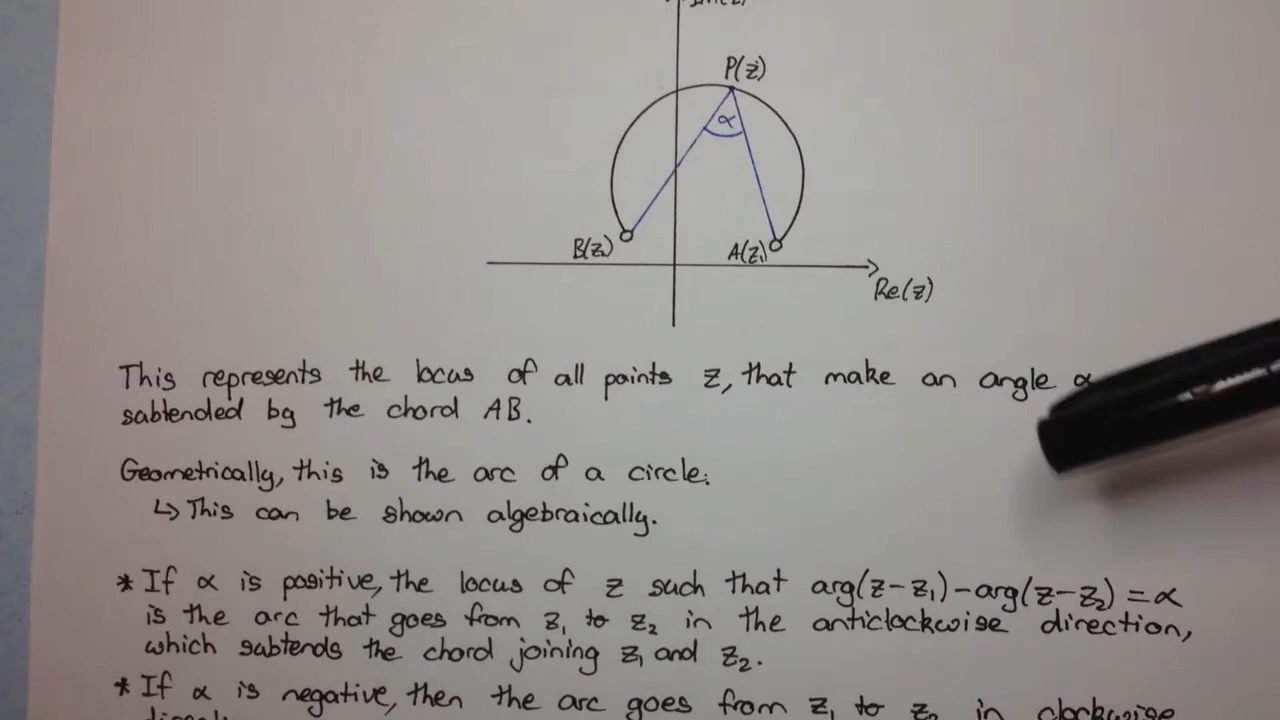 P(z)
α
B(z₂)
A(z₁)
Re(z)
This represents the locus of all points z, that make an angle α
subtended by the chord AB.
Geometrically, this is the arc of a circle.
↳ This can be shown algebraically.
* If α is positive, the locus of z such that arg(z-z₁)-arg(z-z₂) = α
is the arc that goes from z₁ to z₂ in the anticlockwise direction,
which subtends the chord joining z₁ and z₂.
* If α is negative, then the arc goes from z₁ to z₂ in clockwise